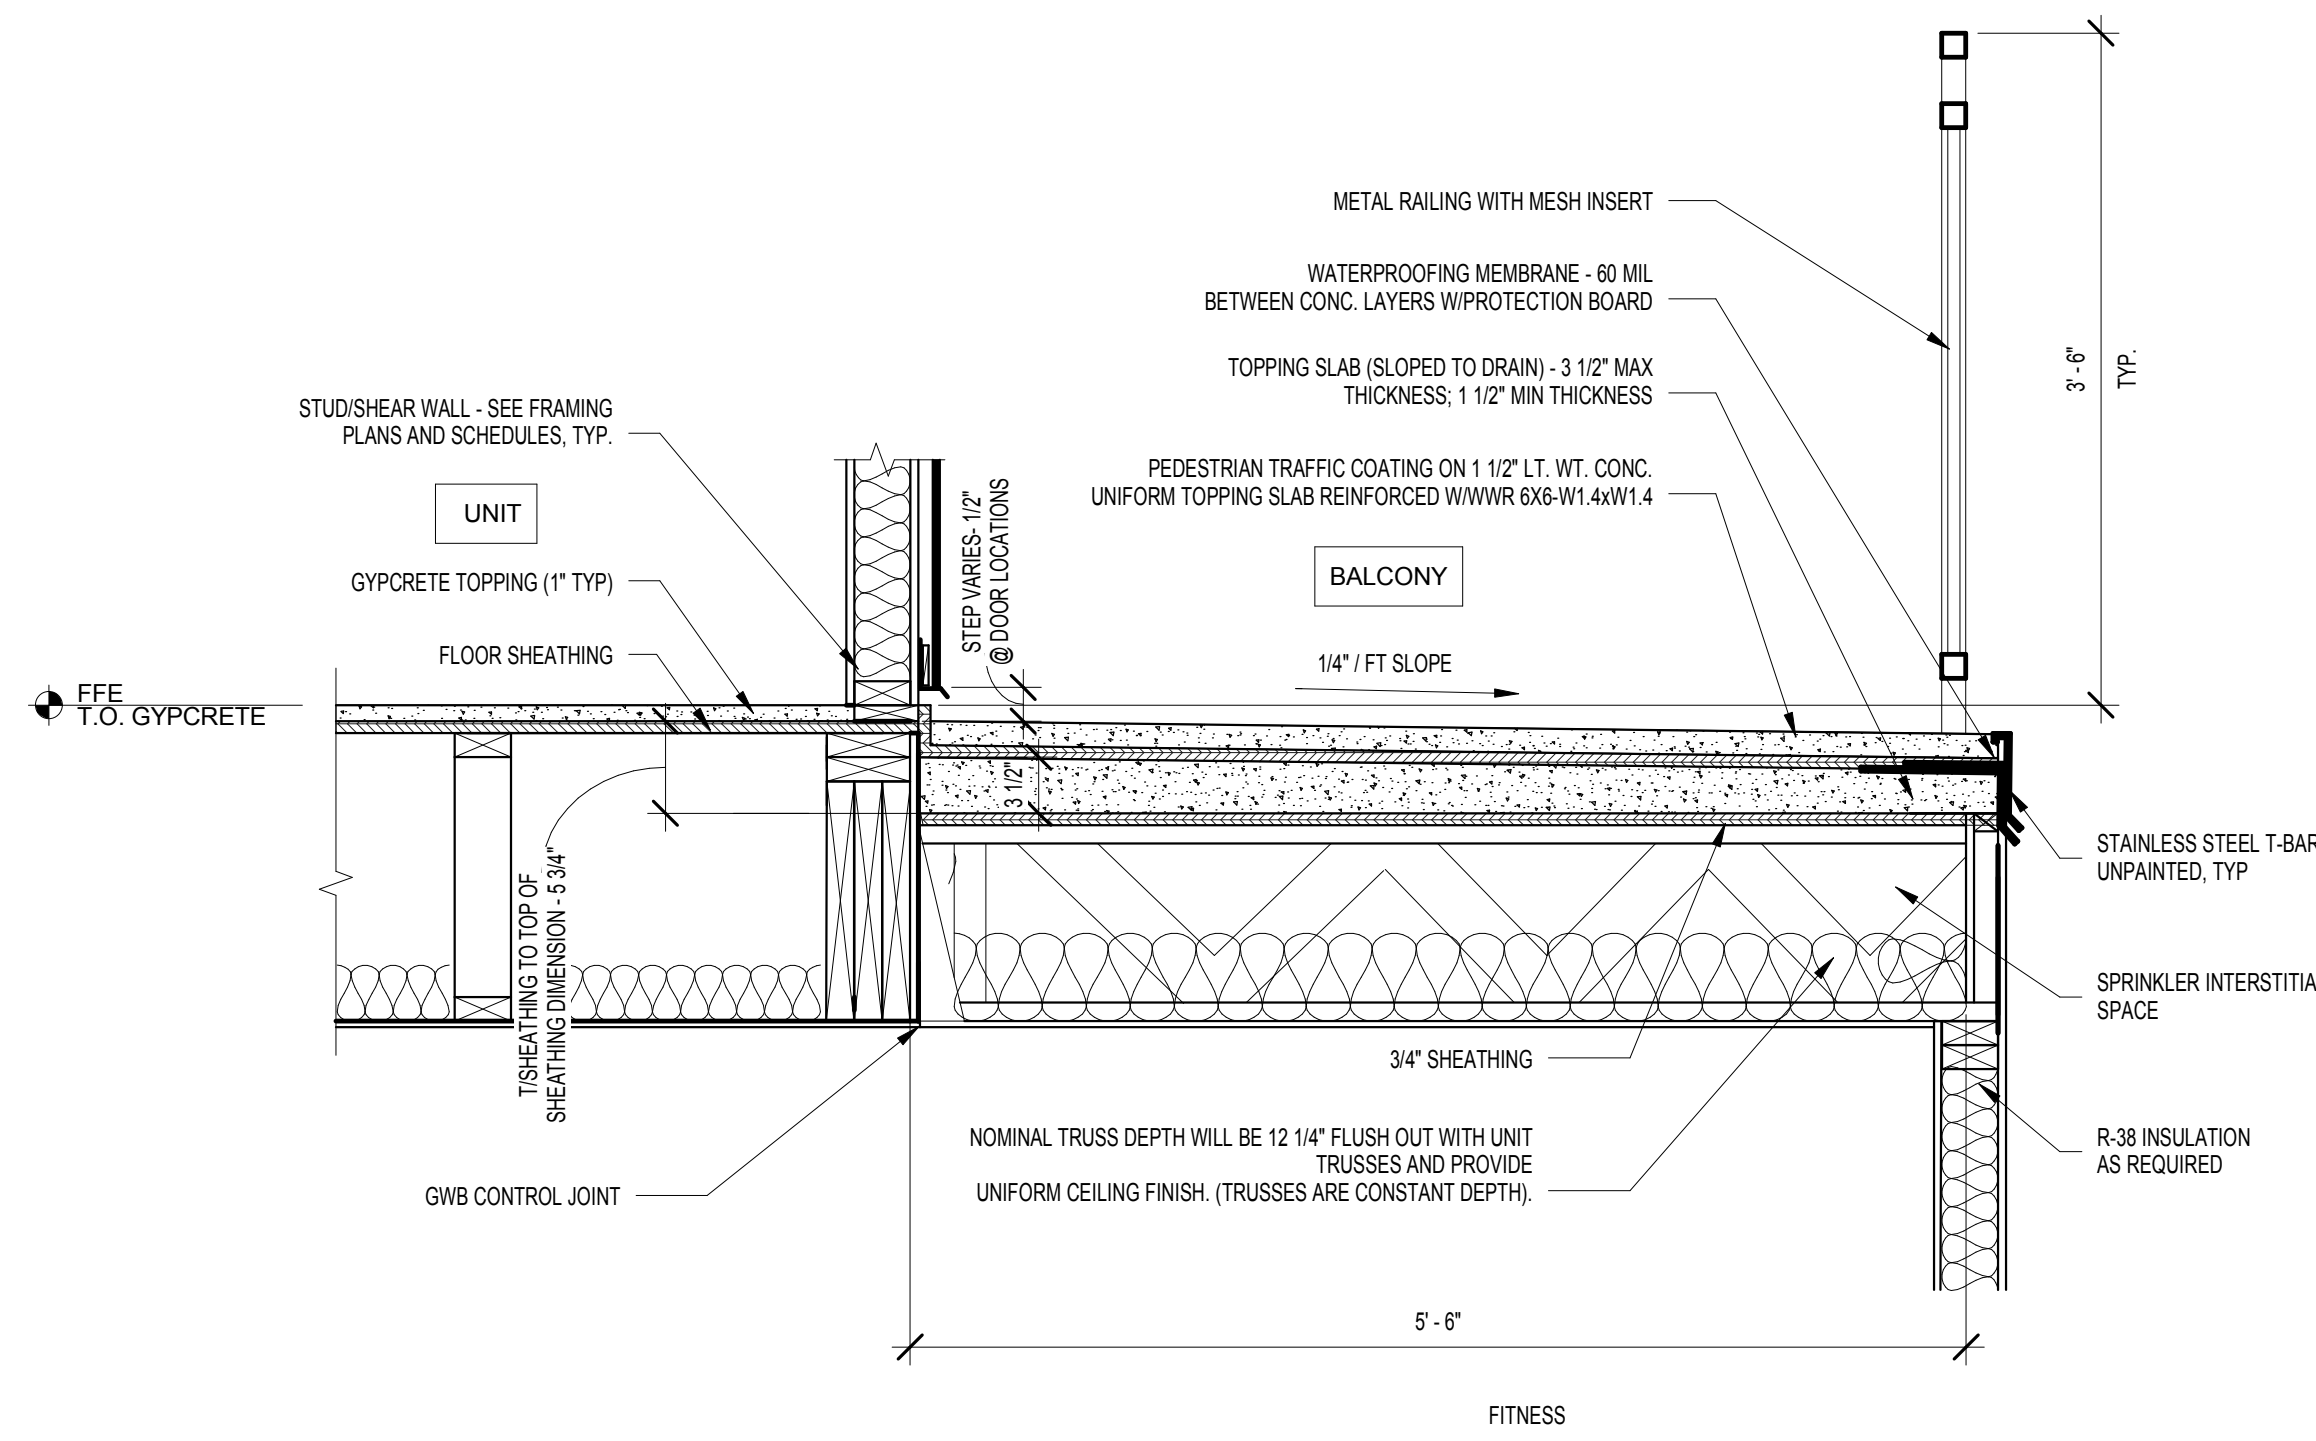 METAL RAILING WITH MESH INSERT
WATERPROOFING MEMBRANE - 60 MIL
BETWEEN CONC. LAYERS W/PROTECTION BOARD
TOPPING SLAB (SLOPED TO DRAIN) - 3 1/2" MAX
THICKNESS; 1 1/2" MIN THICKNESS
PEDESTRIAN TRAFFIC COATING ON 1 1/2" LT. WT. CONC.
UNIFORM TOPPING SLAB REINFORCED W/WWR 6X6-W1.4xW1.4
3' - 6"
TYP.
STUD/SHEAR WALL - SEE FRAMING
PLANS AND SCHEDULES, TYP.
UNIT
GYPCRETE TOPPING (1" TYP)
FLOOR SHEATHING
STEP VARIES- 1/2"
@ DOOR LOCATIONS
BALCONY
1/4" / FT SLOPE
FFE
T.O. GYPCRETE
3 1/2"
T/SHEATHING TO TOP OF
SHEATHING DIMENSION - 5 3/4"
STAINLESS STEEL T-BAR
UNPAINTED, TYP
SPRINKLER INTERSTITIA
SPACE
3/4" SHEATHING
NOMINAL TRUSS DEPTH WILL BE 12 1/4" FLUSH OUT WITH UNIT
TRUSSES AND PROVIDE
UNIFORM CEILING FINISH. (TRUSSES ARE CONSTANT DEPTH).
R-38 INSULATION
AS REQUIRED
GWB CONTROL JOINT
5' - 6"
FITNESS